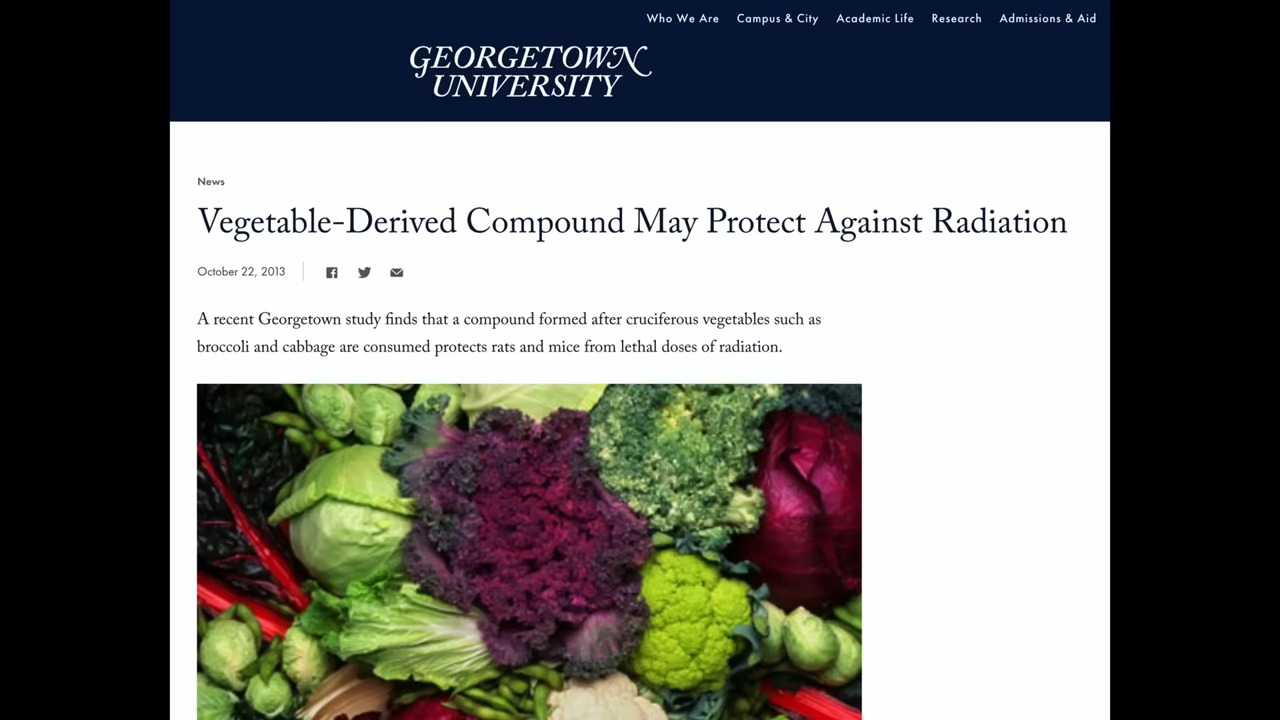 Who We Are Campus & City Academic Life Research Admissions & Aid
GEORGETOWN
UNIVERSITY
News
Vegetable-Derived Compound May Protect Against Radiation
October 22, 2013
A recent Georgetown study finds that a compound formed after cruciferous vegetables such as
broccoli and cabbage are consumed protects rats and mice from lethal doses of radiation.